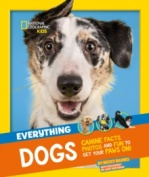 NATIONAL
GEOGRAPHIC
KiDS
EVERYTHING
DOGS
CANINE FACTS,
PHOTOS AND FUN TO
GET YOUR PAWS ON!